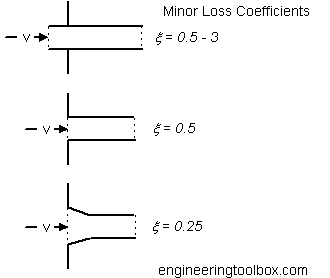 Minor Loss Coefficients
v
ξ = 0.5 - 3
v
ξ = 0.5
v
ξ = 0.25
engineeringtoolbox.com